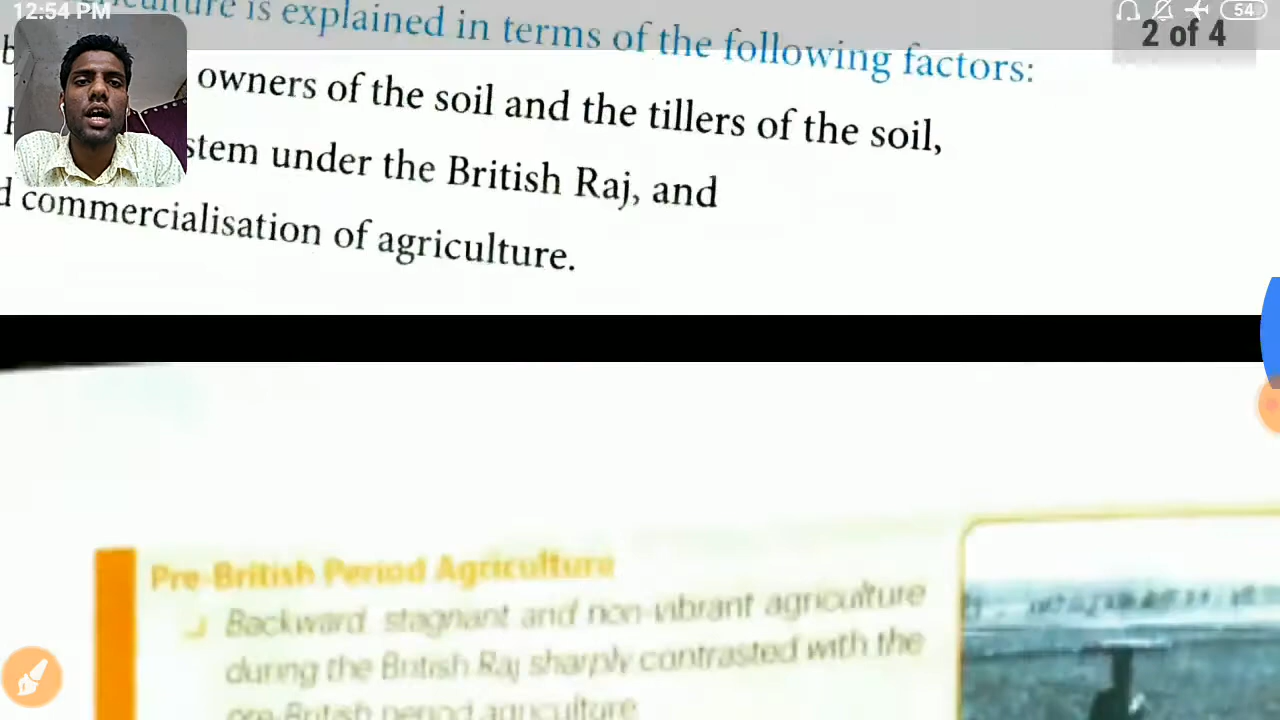 12:54 PM
54
2 of 4
is explained in terms of the following factors:
owners of the soil and the tillers of the soil,
stem under the British Raj, and
d commercialisation of agriculture.
Pre-British Period Agriculture
Backward, stagnant and non-vibrant agriculture
during the British Raj sharply contrasted with the
pre-British period agriculture